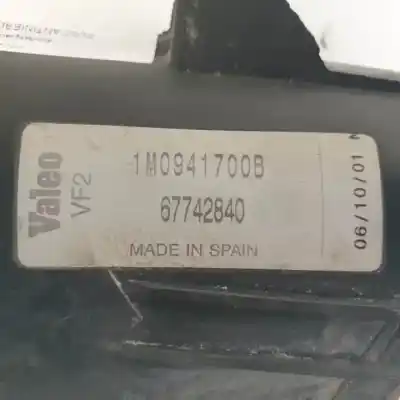 Valeo
VF2
1M0941700B
67742840
MADE IN SPAIN
06/10/01